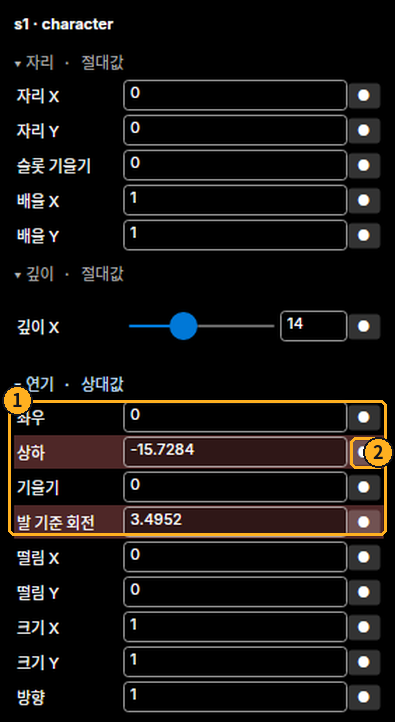 s1 · character
▾ 자리 · 절대값
자리 X 0
자리 Y 0
슬롯 기울기 0
배율 X 1
배율 Y 1
▾ 깊이 · 절대값
깊이 X 14
연기 · 상대값
1
좌우 0
상하 -15.7284 2
기울기 0
발 기준 회전 3.4952
떨림 X 0
떨림 Y 0
크기 X 1
크기 Y 1
방향 1